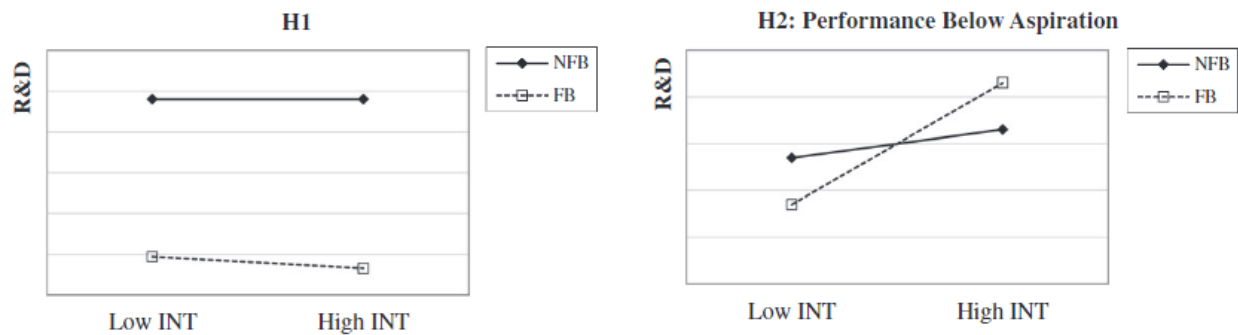 H1
R&D
NFB
FB
Low INT
High INT
H2: Performance Below Aspiration
R&D
NFB
FB
Low INT
High INT